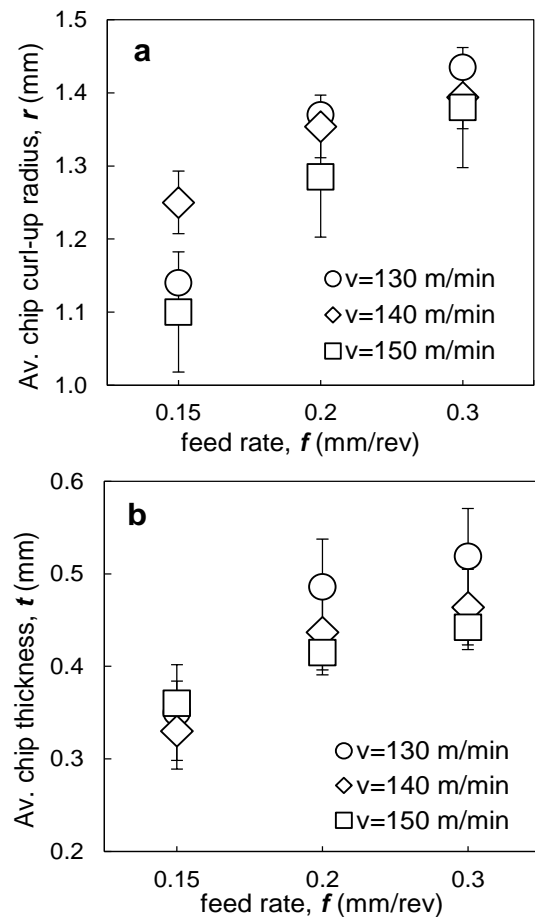 a
Av. chip curl-up radius, r (mm)
1.5
1.4
1.3
1.2
1.1
1.0
v=130 m/min
v=140 m/min
v=150 m/min
0.15 0.2 0.3
feed rate, f (mm/rev)
b
Av. chip thickness, t (mm)
0.6
0.5
0.4
0.3
0.2
v=130 m/min
v=140 m/min
v=150 m/min
0.15 0.2 0.3
feed rate, f (mm/rev)